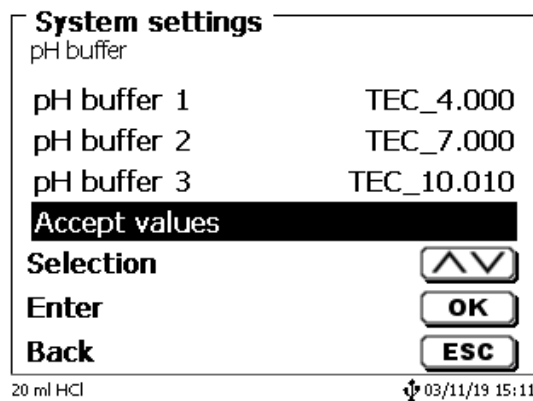 System settings
pH buffer
pH buffer 1 TEC_4.000
pH buffer 2 TEC_7.000
pH buffer 3 TEC_10.010
Accept values
Selection
Enter OK
Back ESC
20 ml HCl 03/11/19 15:11